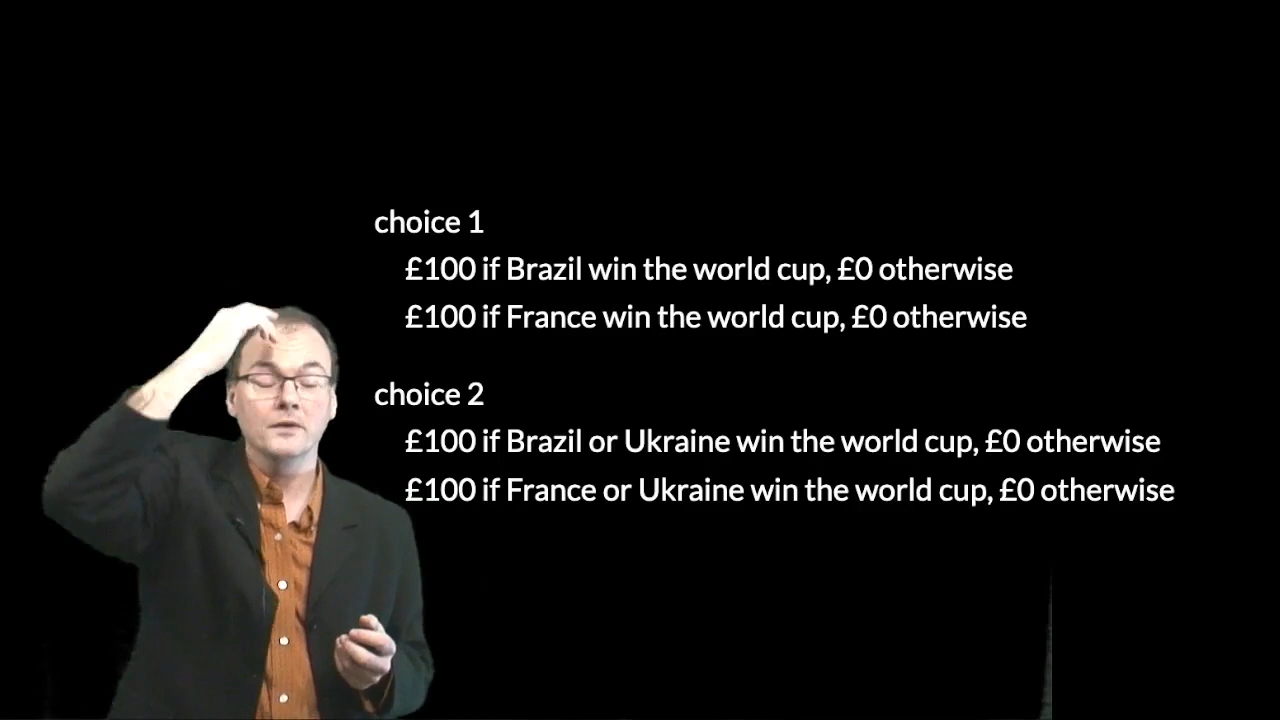 choice 1
£100 if Brazil win the world cup, £0 otherwise
£100 if France win the world cup, £0 otherwise
choice 2
£100 if Brazil or Ukraine win the world cup, £0 otherwise
£100 if France or Ukraine win the world cup, £0 otherwise